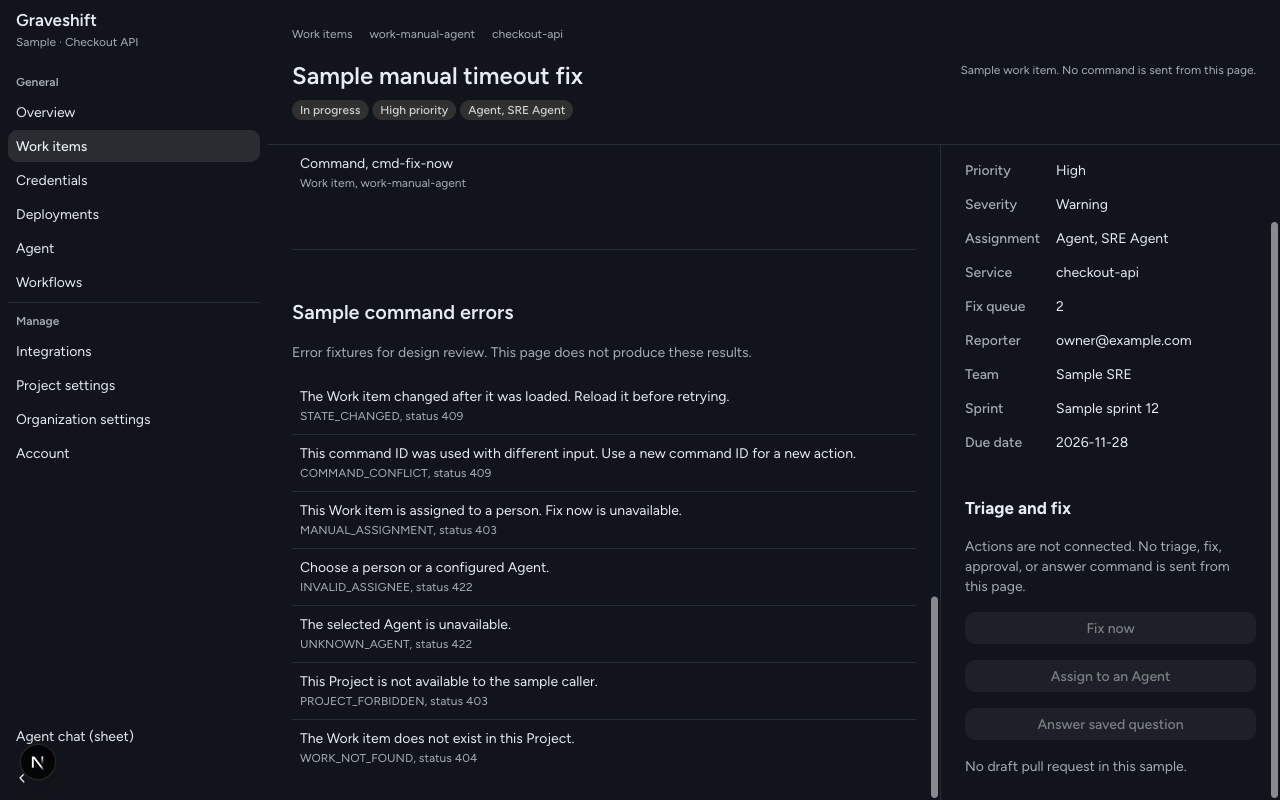 Graveshift
Sample · Checkout API
General
Overview
Work items
Credentials
Deployments
Agent
Workflows
Manage
Integrations
Project settings
Organization settings
Account
Agent chat (sheet)
N
Work items work-manual-agent checkout-api
Sample manual timeout fix
In progress High priority Agent, SRE Agent
Sample work item. No command is sent from this page.
Command, cmd-fix-now
Work item, work-manual-agent
Sample command errors
Error fixtures for design review. This page does not produce these results.
The Work item changed after it was loaded. Reload it before retrying.
STATE_CHANGED, status 409
This command ID was used with different input. Use a new command ID for a new action.
COMMAND_CONFLICT, status 409
This Work item is assigned to a person. Fix now is unavailable.
MANUAL_ASSIGNMENT, status 403
Choose a person or a configured Agent.
INVALID_ASSIGNEE, status 422
The selected Agent is unavailable.
UNKNOWN_AGENT, status 422
This Project is not available to the sample caller.
PROJECT_FORBIDDEN, status 403
The Work item does not exist in this Project.
WORK_NOT_FOUND, status 404
Priority High
Severity Warning
Assignment Agent, SRE Agent
Service checkout-api
Fix queue 2
Reporter owner@example.com
Team Sample SRE
Sprint Sample sprint 12
Due date 2026-11-28
Triage and fix
Actions are not connected. No triage, fix,
approval, or answer command is sent from
this page.
Fix now
Assign to an Agent
Answer saved question
No draft pull request in this sample.